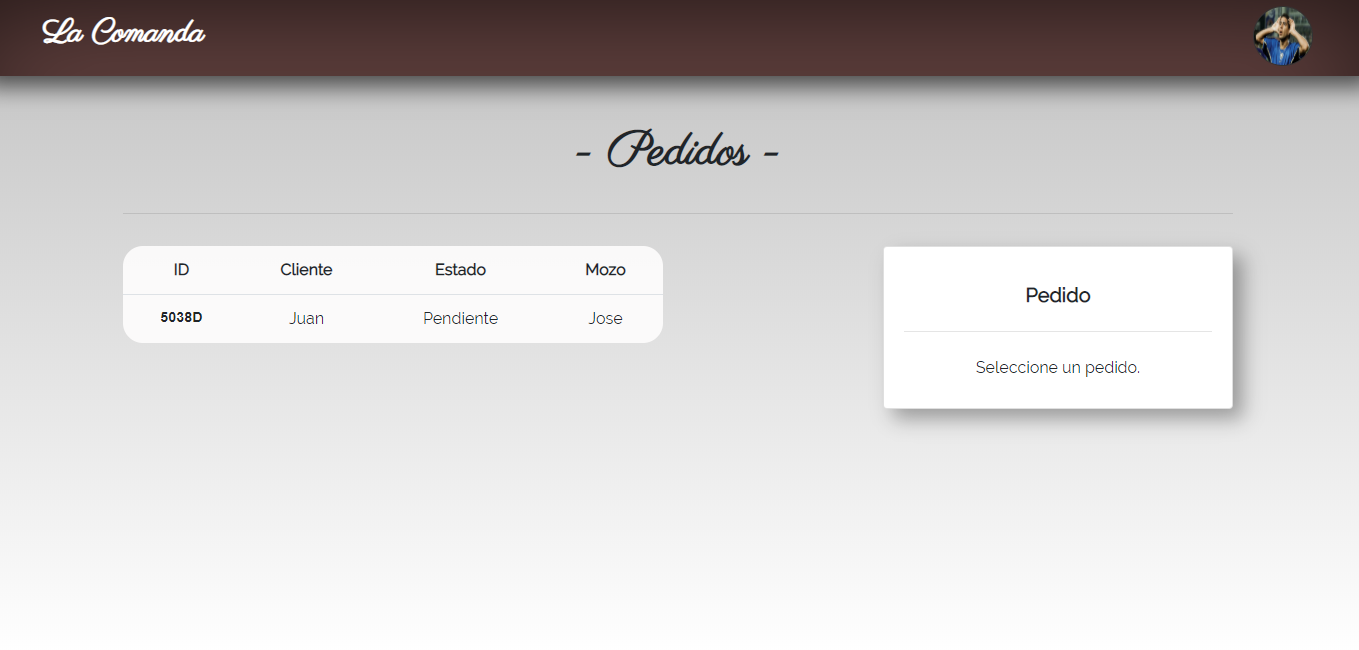 La Comanda
- Pedidos -
ID Cliente Estado Mozo
5038D Juan Pendiente Jose
Pedido
Seleccione un pedido.